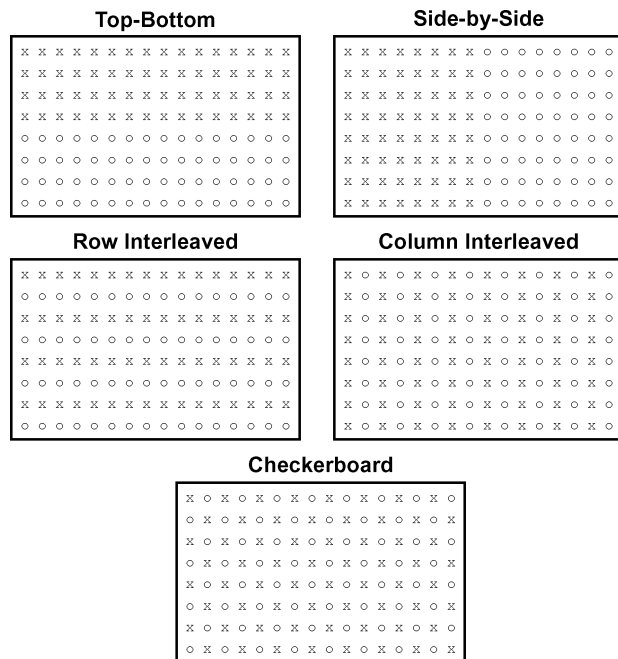 Top-Bottom
x x x x x x x x x x x x x x x x
x x x x x x x x x x x x x x x x
x x x x x x x x x x x x x x x x
x x x x x x x x x x x x x x x x
o o o o o o o o o o o o o o o o
o o o o o o o o o o o o o o o o
o o o o o o o o o o o o o o o o
o o o o o o o o o o o o o o o o
Side-by-Side
x x x x x x x x o o o o o o o o
x x x x x x x x o o o o o o o o
x x x x x x x x o o o o o o o o
x x x x x x x x o o o o o o o o
x x x x x x x x o o o o o o o o
x x x x x x x x o o o o o o o o
x x x x x x x x o o o o o o o o
x x x x x x x x o o o o o o o o
Row Interleaved
x x x x x x x x x x x x x x x x
o o o o o o o o o o o o o o o o
x x x x x x x x x x x x x x x x
o o o o o o o o o o o o o o o o
x x x x x x x x x x x x x x x x
o o o o o o o o o o o o o o o o
x x x x x x x x x x x x x x x x
o o o o o o o o o o o o o o o o
Column Interleaved
x o x o x o x o x o x o x o x o
x o x o x o x o x o x o x o x o
x o x o x o x o x o x o x o x o
x o x o x o x o x o x o x o x o
x o x o x o x o x o x o x o x o
x o x o x o x o x o x o x o x o
x o x o x o x o x o x o x o x o
x o x o x o x o x o x o x o x o
Checkerboard
x o x o x o x o x o x o x o x o
o x o x o x o x o x o x o x o x
x o x o x o x o x o x o x o x o
o x o x o x o x o x o x o x o x
x o x o x o x o x o x o x o x o
o x o x o x o x o x o x o x o x
x o x o x o x o x o x o x o x o
o x o x o x o x o x o x o x o x